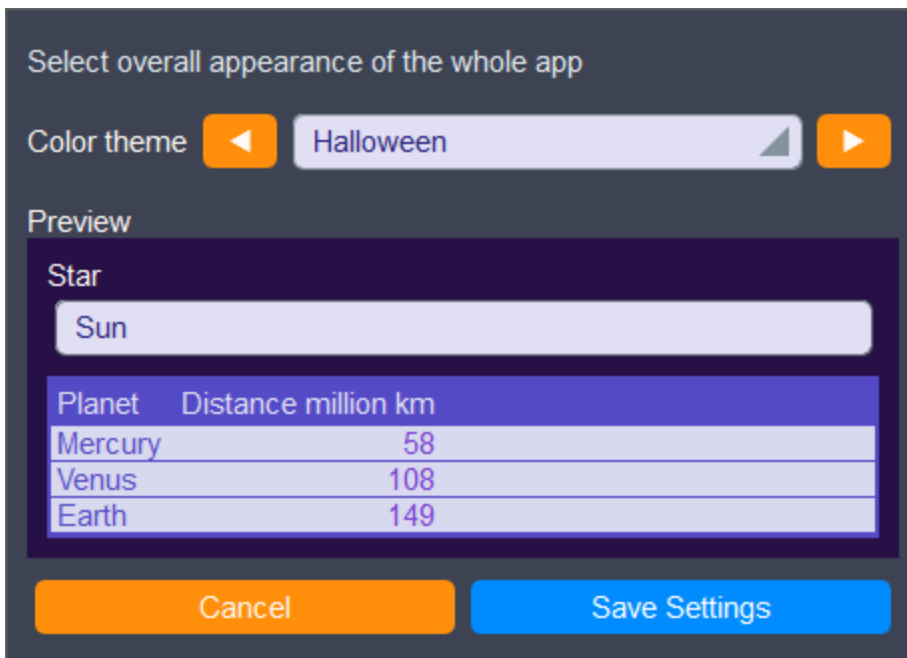 Select overall appearance of the whole app
Color theme Halloween
Preview
Star
Sun
Planet Distance million km
Mercury 58
Venus 108
Earth 149
Cancel Save Settings